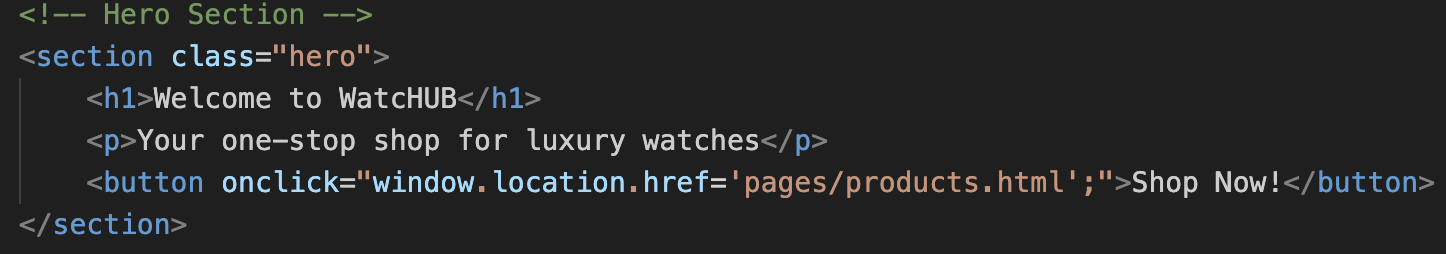 <!-- Hero Section -->
<section class="hero">
    <h1>Welcome to WatcHUB</h1>
    <p>Your one-stop shop for luxury watches</p>
    <button onclick="window.location.href='pages/products.html';">Shop Now!</button>
</section>